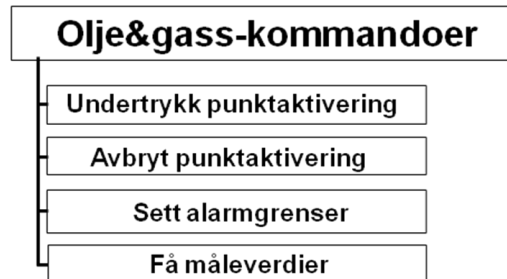 Olje&gass-kommandoer
Undertrykk punktaktivering
Avbryt punktaktivering
Sett alarmgrenser
Få måleverdier